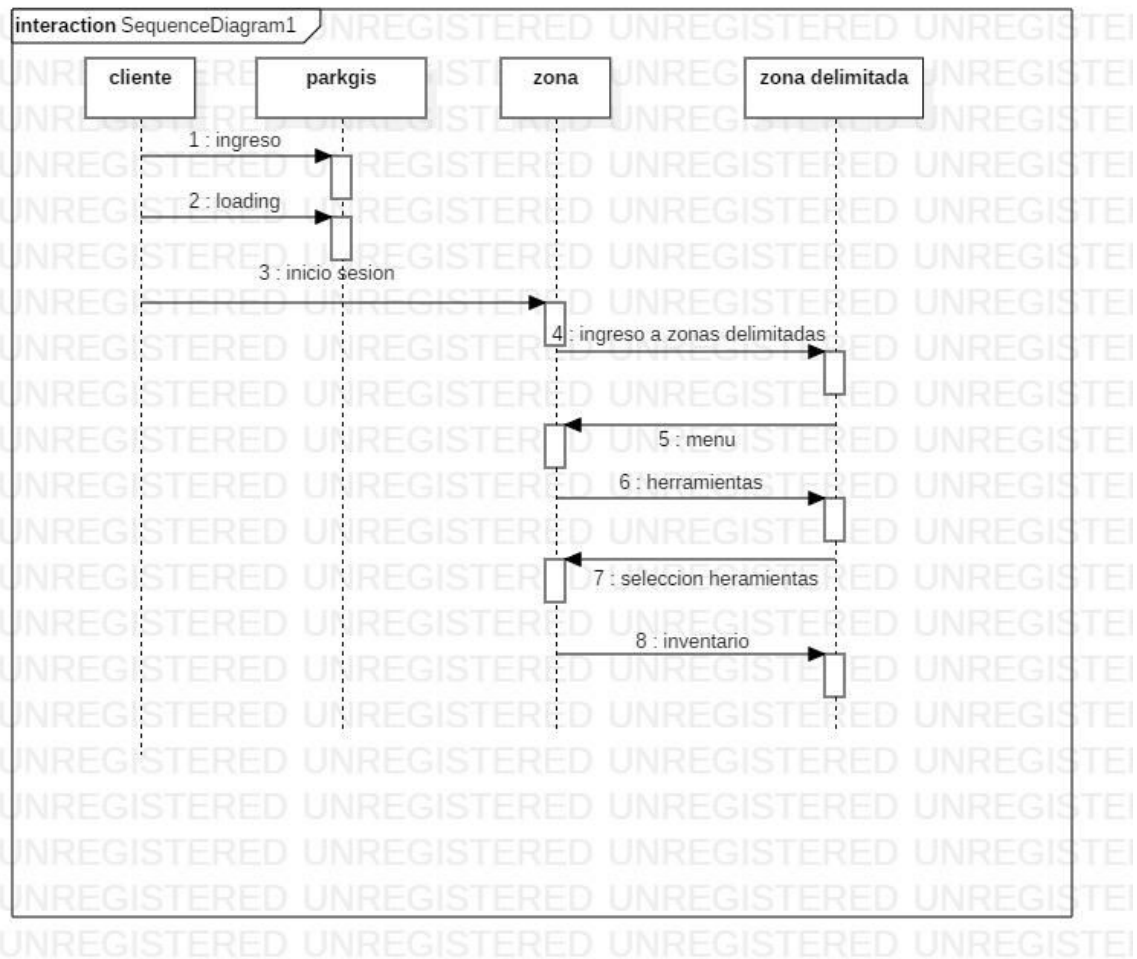 interaction SequenceDiagram1
cliente
parkgis
zona
zona delimitada
1 : ingreso
2 : loading
3 : inicio sesion
4 : ingreso a zonas delimitadas
5 : menu
6 : herramientas
7 : seleccion heramientas
8 : inventario
UNREGISTERED